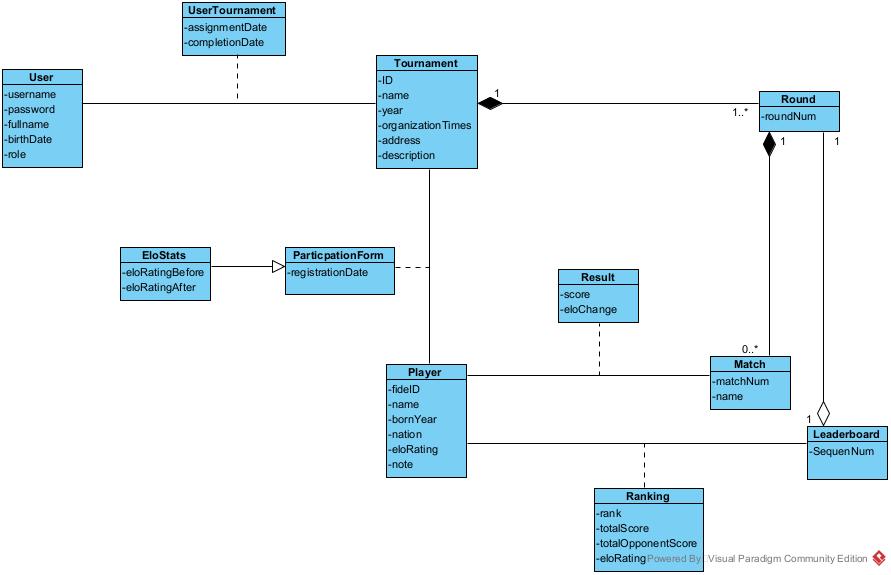 UserTournament
-assignmentDate
-completionDate
User
-username
-password
-fullname
-birthDate
-role
Tournament
-ID
-name
-year
-organizationTimes
-address
-description
1
1..*
Round
-roundNum
1
1
EloStats
-eloRatingBefore
-eloRatingAfter
ParticpationForm
-registrationDate
Result
-score
-eloChange
0..*
Match
-matchNum
-name
Player
-fideID
-name
-bornYear
-nation
-eloRating
-note
1
Leaderboard
-SequenNum
Ranking
-rank
-totalScore
-totalOpponentScore
-eloRating
Powered By Visual Paradigm Community Edition